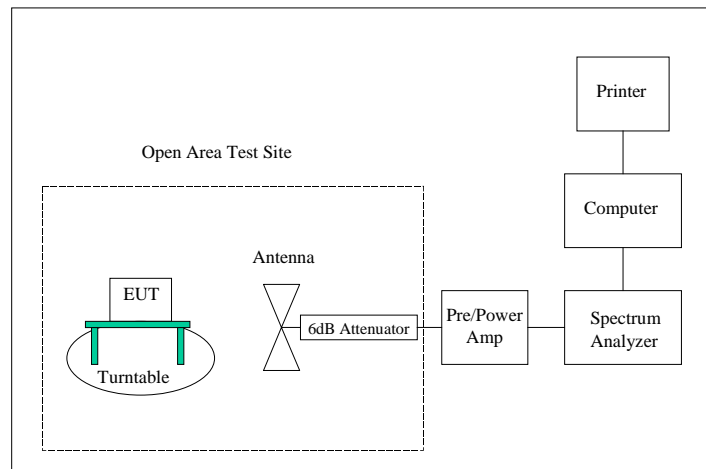 Printer
Open Area Test Site
Computer
Antenna
EUT
6dB Attenuator
Pre/Power
Amp
Spectrum
Analyzer
Turntable